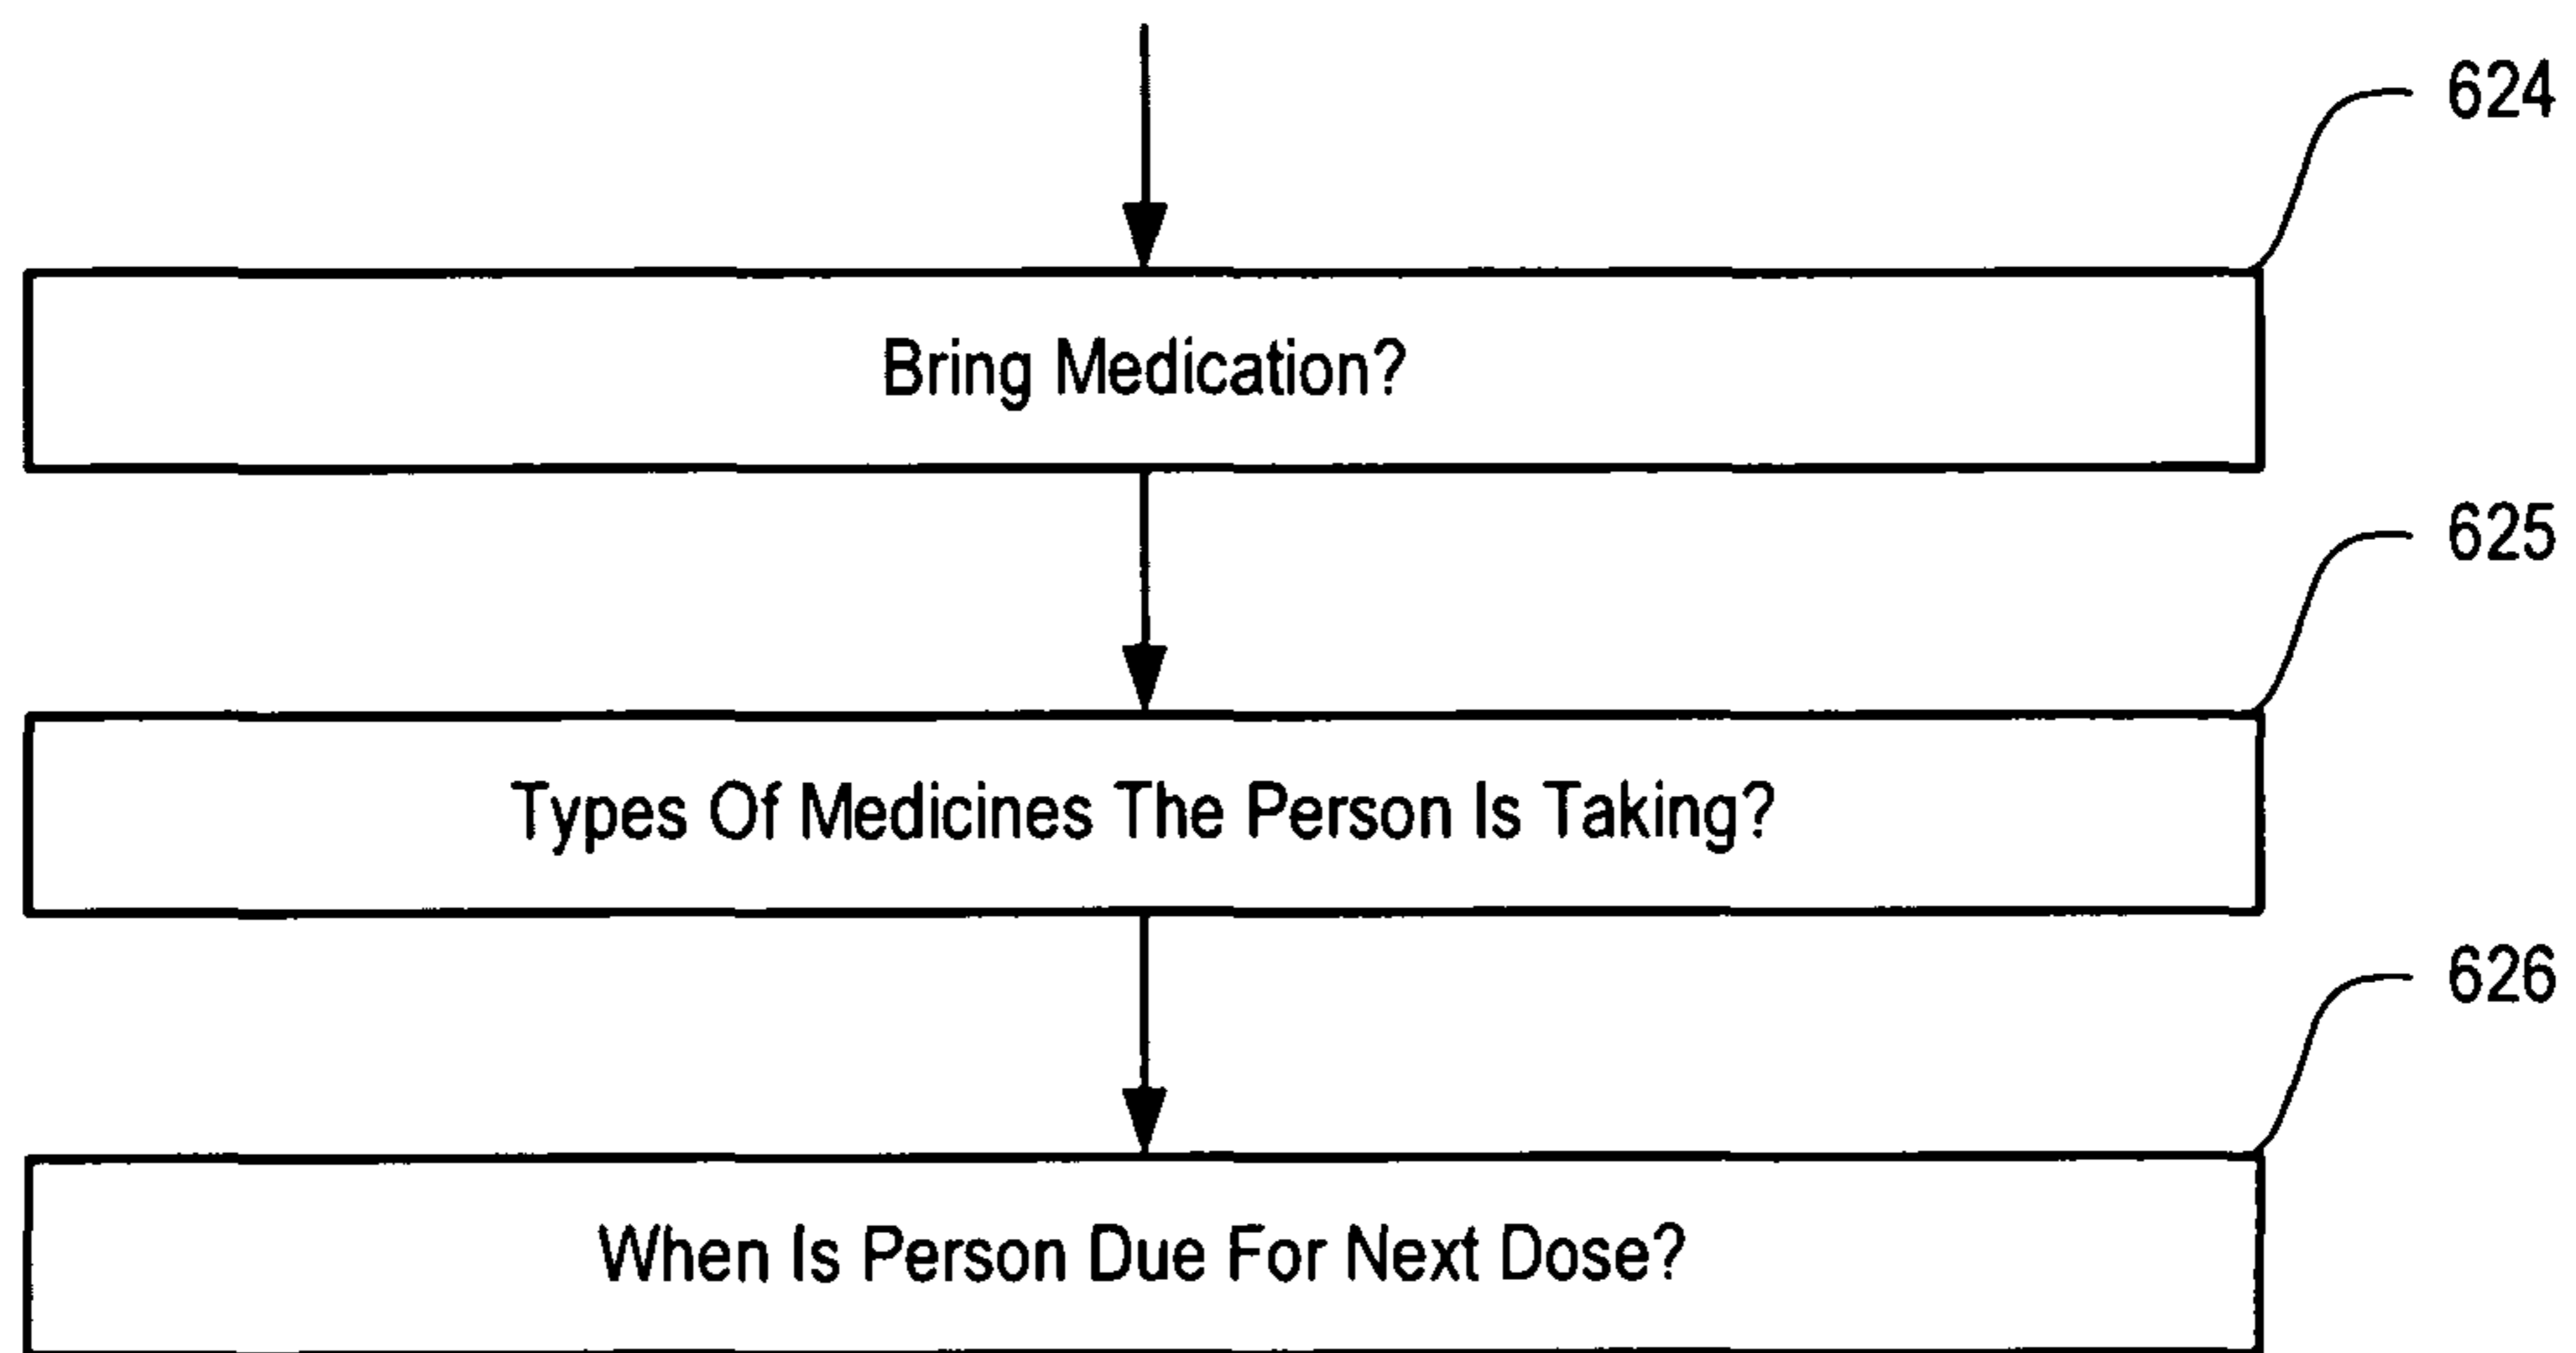 624
Bring Medication?
625
Types Of Medicines The Person Is Taking?
626
When Is Person Due For Next Dose?